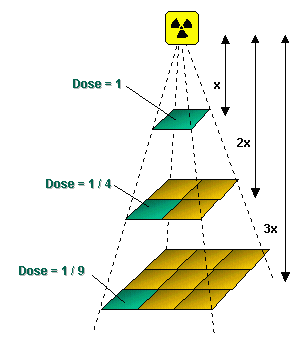 Dose = 1
x
2x
Dose = 1 / 4
3x
Dose = 1 / 9